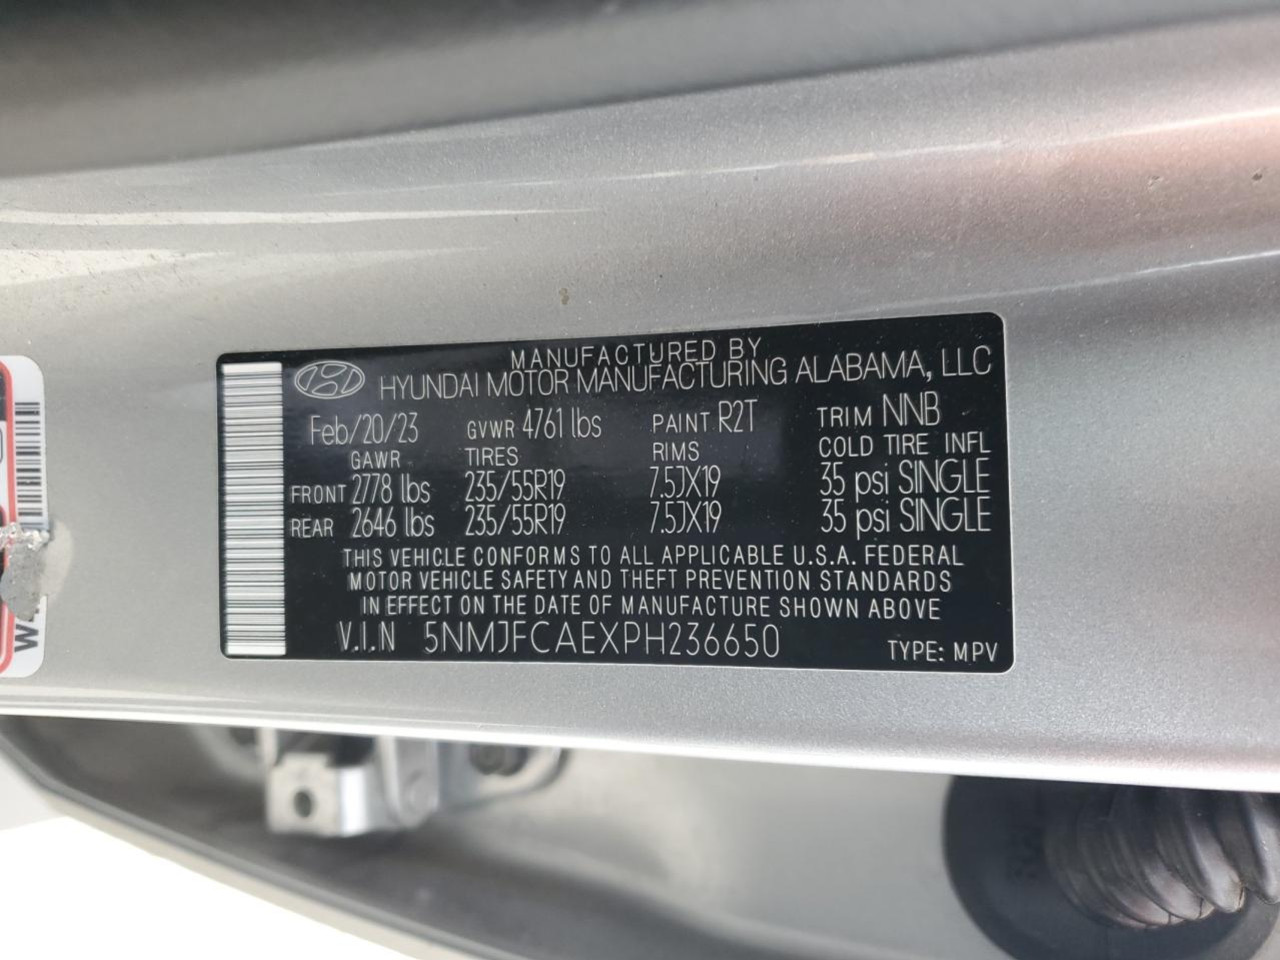 MANUFACTURED BY
HYUNDAI MOTOR MANUFACTURING ALABAMA, LLC
Feb/20/23 GVWR 4761 lbs PAINT R2T TRIM NNB
GAWR TIRES RIMS COLD TIRE INFL
FRONT 2778 lbs 235/55R19 7.5JX19 35 psi SINGLE
REAR 2646 lbs 235/55R19 7.5JX19 35 psi SINGLE
THIS VEHICLE CONFORMS TO ALL APPLICABLE U.S.A. FEDERAL
MOTOR VEHICLE SAFETY AND THEFT PREVENTION STANDARDS
IN EFFECT ON THE DATE OF MANUFACTURE SHOWN ABOVE
V.I.N 5NMJFCAEXPH236650 TYPE: MPV